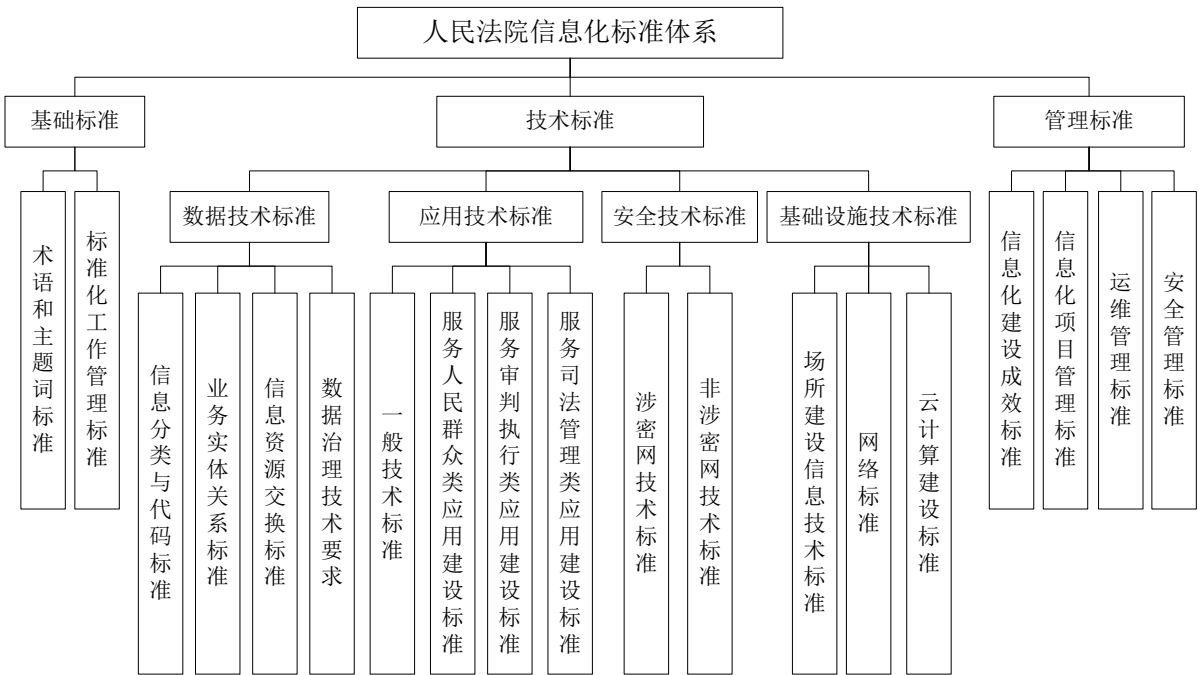 人民法院信息化标准体系
基础标准
技术标准
管理标准
数据技术标准
应用技术标准
安全技术标准
基础设施技术标准
术语和主题词标准
标准化工作管理标准
信息分类与代码标准
业务实体关系标准
信息资源交换标准
数据治理技术要求
一般技术标准
服务人民群众类应用建设标准
服务审判执行类应用建设标准
服务司法管理类应用建设标准
涉密网技术标准
非涉密网技术标准
场所建设信息技术标准
网络标准
云计算建设标准
信息化建设成效标准
信息化项目管理标准
运维管理标准
安全管理标准